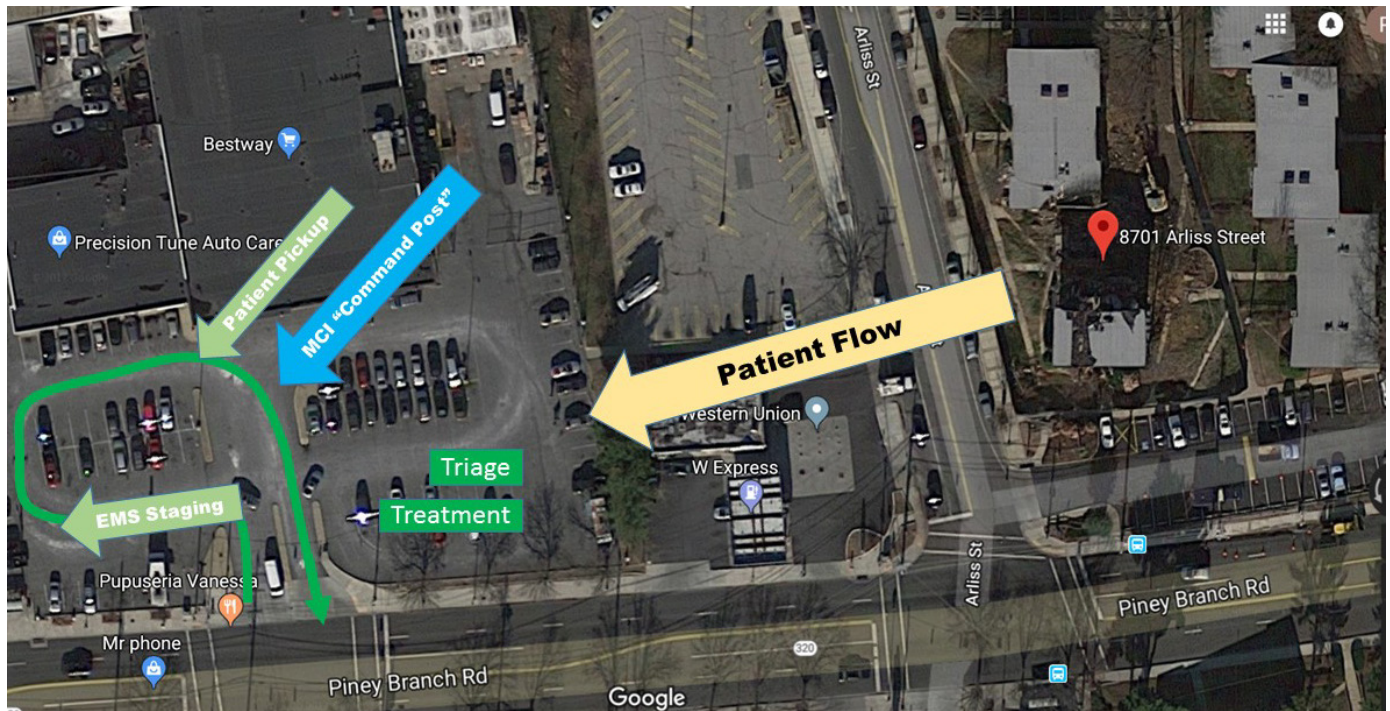 Arliss St
Bestway
Precision Tune Auto Care
8701 Arliss Street
Patient Pickup
MCI “Command Post”
Patient Flow
Western Union
W Express
Triage
Treatment
EMS Staging
Pupuseria Vanessa
Mr phone
Arliss St
Piney Branch Rd
320
Piney Branch Rd
Google